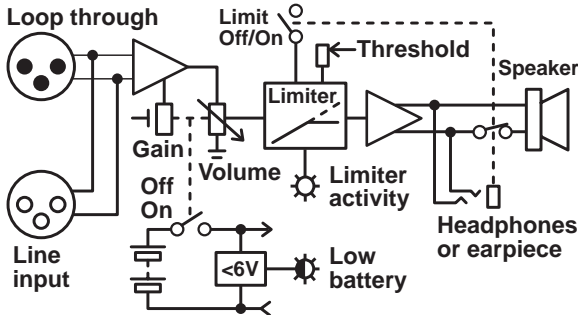 Loop through
Limit
Off/On
Threshold
Speaker
Limiter
Gain
Volume
Limiter
activity
Off
On
Headphones
or earpiece
Line
input
<6V
Low
battery